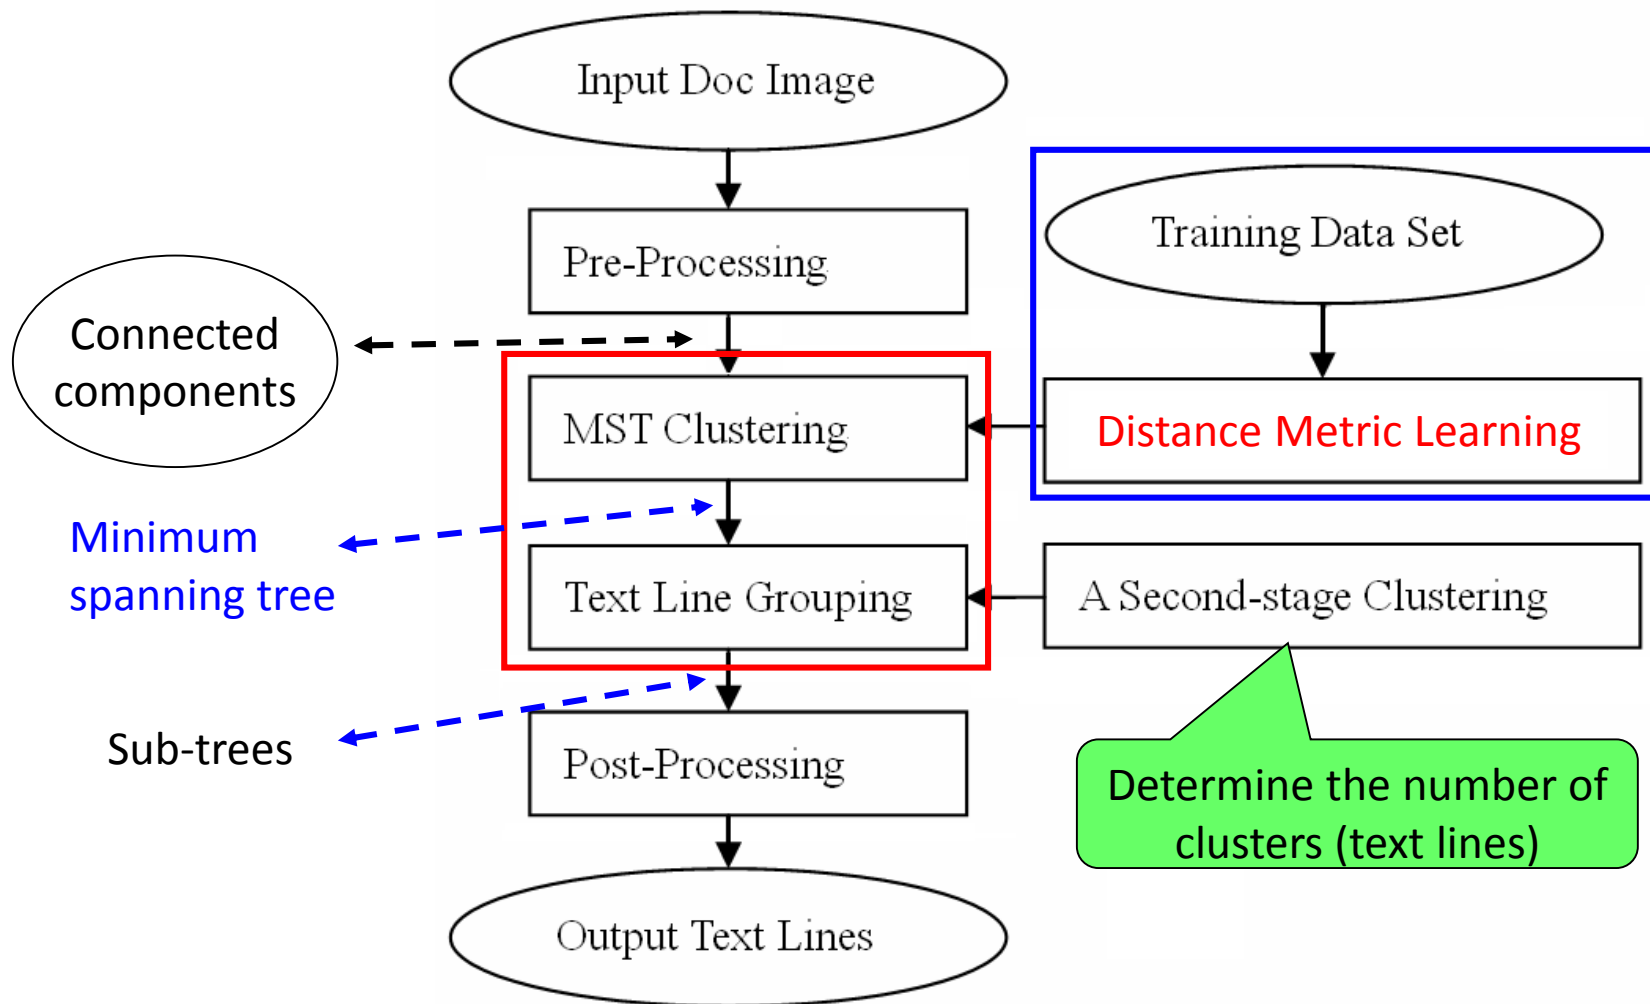 Input Doc Image
Pre-Processing
Training Data Set
Connected
components
MST Clustering
Distance Metric Learning
Minimum
spanning tree
Text Line Grouping
A Second-stage Clustering
Sub-trees
Post-Processing
Determine the number of
clusters (text lines)
Output Text Lines